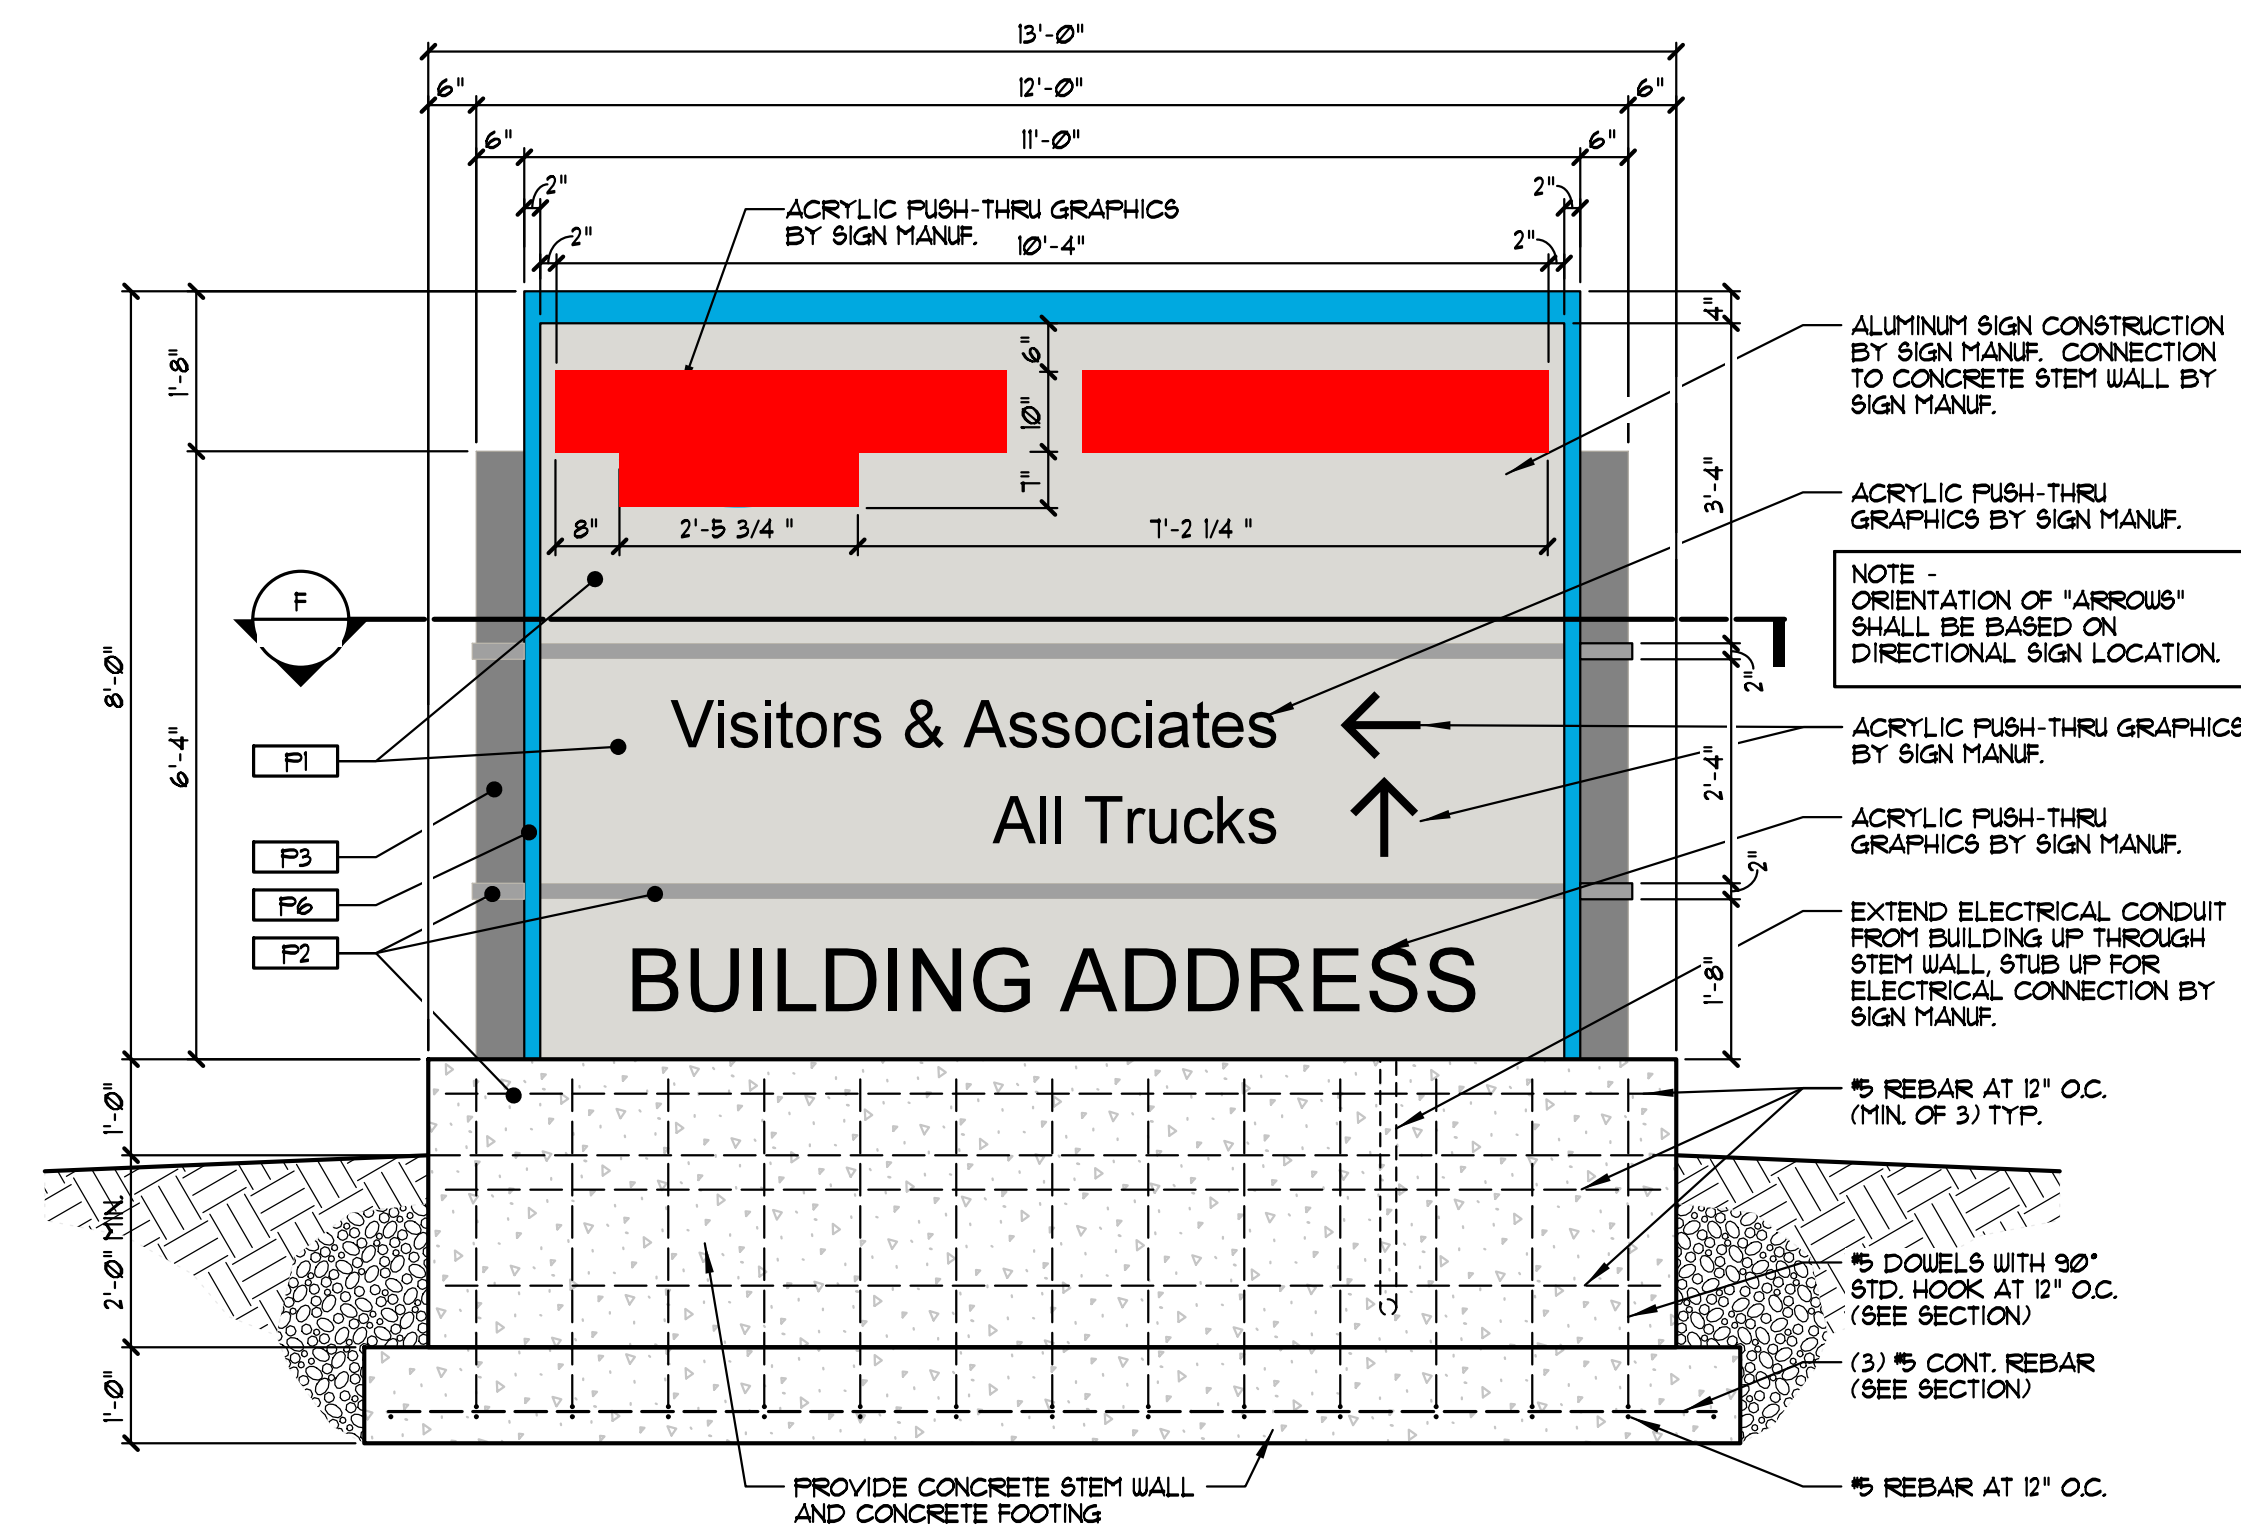 13'-0"
6" 12'-0" 6"
6" 11'-0" 6"
2" 2"
ACRYLIC PUSH-THRU GRAPHICS
BY SIGN MANUF.
2" 10'-4" 2"
4"
1'-8"
6"
10"
7"
8" 2'-5 3/4 " 7'-2 1/4 "
3'-4"
ALUMINUM SIGN CONSTRUCTION
BY SIGN MANUF. CONNECTION
TO CONCRETE STEM WALL BY
SIGN MANUF.
ACRYLIC PUSH-THRU
GRAPHICS BY SIGN MANUF.
NOTE -
ORIENTATION OF "ARROWS"
SHALL BE BASED ON
DIRECTIONAL SIGN LOCATION.
F
8'-0"
6'-4"
2"
Visitors & Associates
ACRYLIC PUSH-THRU GRAPHICS
BY SIGN MANUF.
P1
2'-4"
All Trucks
ACRYLIC PUSH-THRU
GRAPHICS BY SIGN MANUF.
P3
2"
P6
P2
BUILDING ADDRESS
1'-8"
EXTEND ELECTRICAL CONDUIT
FROM BUILDING UP THROUGH
STEM WALL, STUB UP FOR
ELECTRICAL CONNECTION BY
SIGN MANUF.
1'-0"
#5 REBAR AT 12" O.C.
(MIN. OF 3) TYP.
2'-0" MIN.
#5 DOWELS WITH 90°
STD. HOOK AT 12" O.C.
(SEE SECTION)
1'-0"
(3) #5 CONT. REBAR
(SEE SECTION)
PROVIDE CONCRETE STEM WALL
AND CONCRETE FOOTING
#5 REBAR AT 12" O.C.